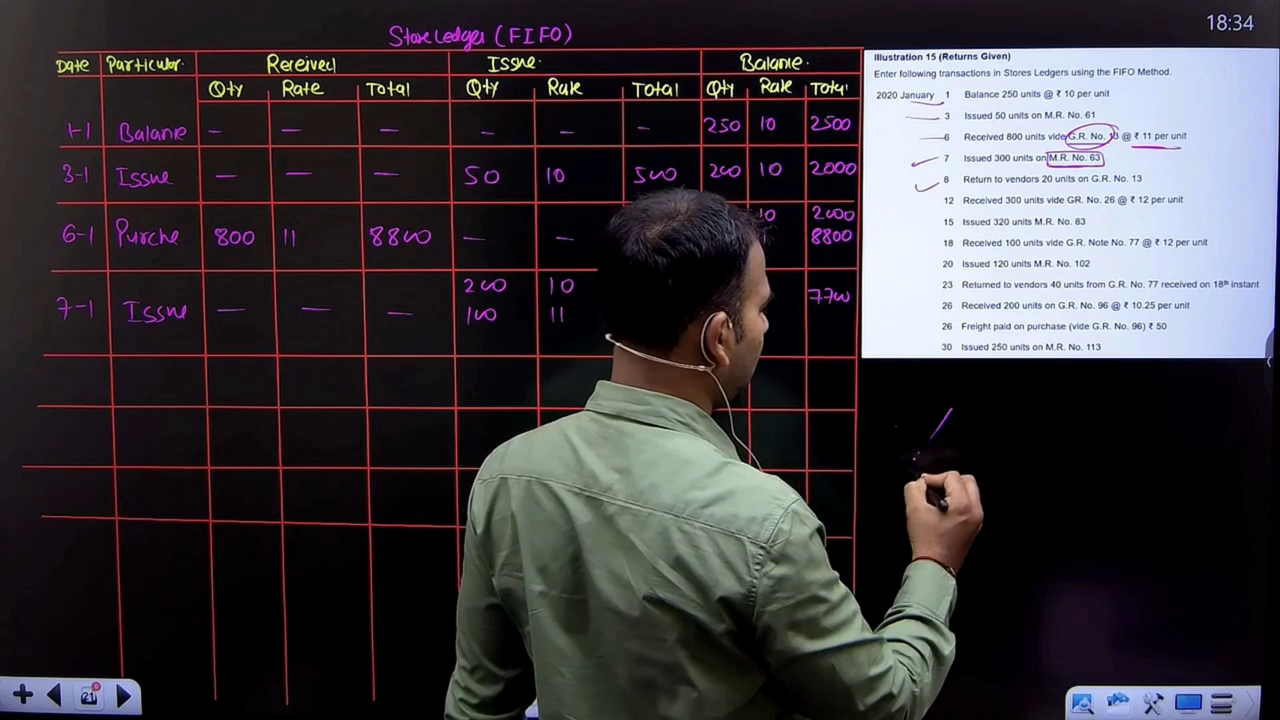 18:34
Store Ledger (FIFO)
Date Particular Received Issue Balance
Qty Rate Total Qty Rate Total Qty Rate Total
1-1 Balance – – – – – – 250 10 2500
3-1 Issue – – – 50 10 500 200 10 2000
6-1 Purche 800 11 8800 – – 10 2000
8800
7-1 Issue – – – 200 10 7700
100 11
Illustration 15 (Returns Given)
Enter following transactions in Stores Ledgers using the FIFO Method.
2020 January 1 Balance 250 units @ ₹ 10 per unit
3 Issued 50 units on M.R. No. 61
6 Received 800 units vide G.R. No. 13 @ ₹ 11 per unit
7 Issued 300 units on M.R. No. 63
8 Return to vendors 20 units on G.R. No. 13
12 Received 300 units vide GR. No. 26 @ ₹ 12 per unit
15 Issued 320 units M.R. No. 83
18 Received 100 units vide G.R. Note No. 77 @ ₹ 12 per unit
20 Issued 120 units M.R. No. 102
23 Returned to vendors 40 units from G.R. No. 77 received on 18th instant
26 Received 200 units on G.R. No. 96 @ ₹ 10.25 per unit
26 Freight paid on purchase (vide G.R. No. 96) ₹ 50
30 Issued 250 units on M.R. No. 113
21